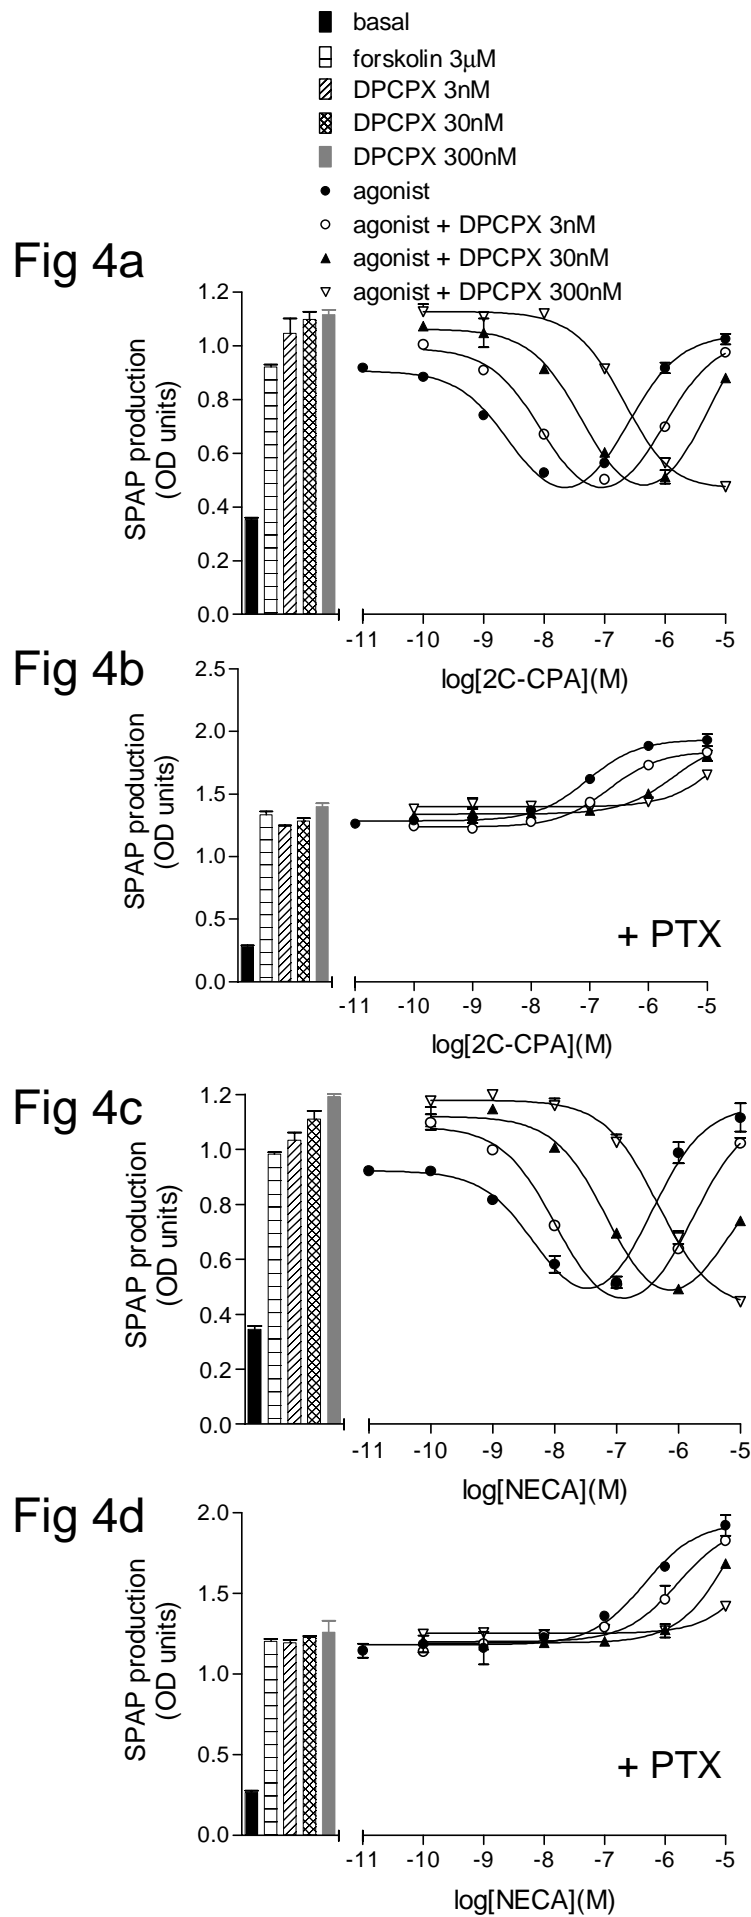 basal
forskolin 3μM
DPCPX 3nM
DPCPX 30nM
DPCPX 300nM
agonist
agonist + DPCPX 3nM
agonist + DPCPX 30nM
agonist + DPCPX 300nM
Fig 4a
SPAP production
(OD units)
1.2
1.0
0.8
0.6
0.4
0.2
0.0
-11 -10 -9 -8 -7 -6 -5
log[2C-CPA](M)
Fig 4b
SPAP production
(OD units)
2.5
2.0
1.5
1.0
0.5
0.0
+ PTX
-11 -10 -9 -8 -7 -6 -5
log[2C-CPA](M)
Fig 4c
SPAP production
(OD units)
1.2
1.0
0.8
0.6
0.4
0.2
0.0
-11 -10 -9 -8 -7 -6 -5
log[NECA](M)
Fig 4d
SPAP production
(OD units)
2.0
1.5
1.0
0.5
0.0
+ PTX
-11 -10 -9 -8 -7 -6 -5
log[NECA](M)